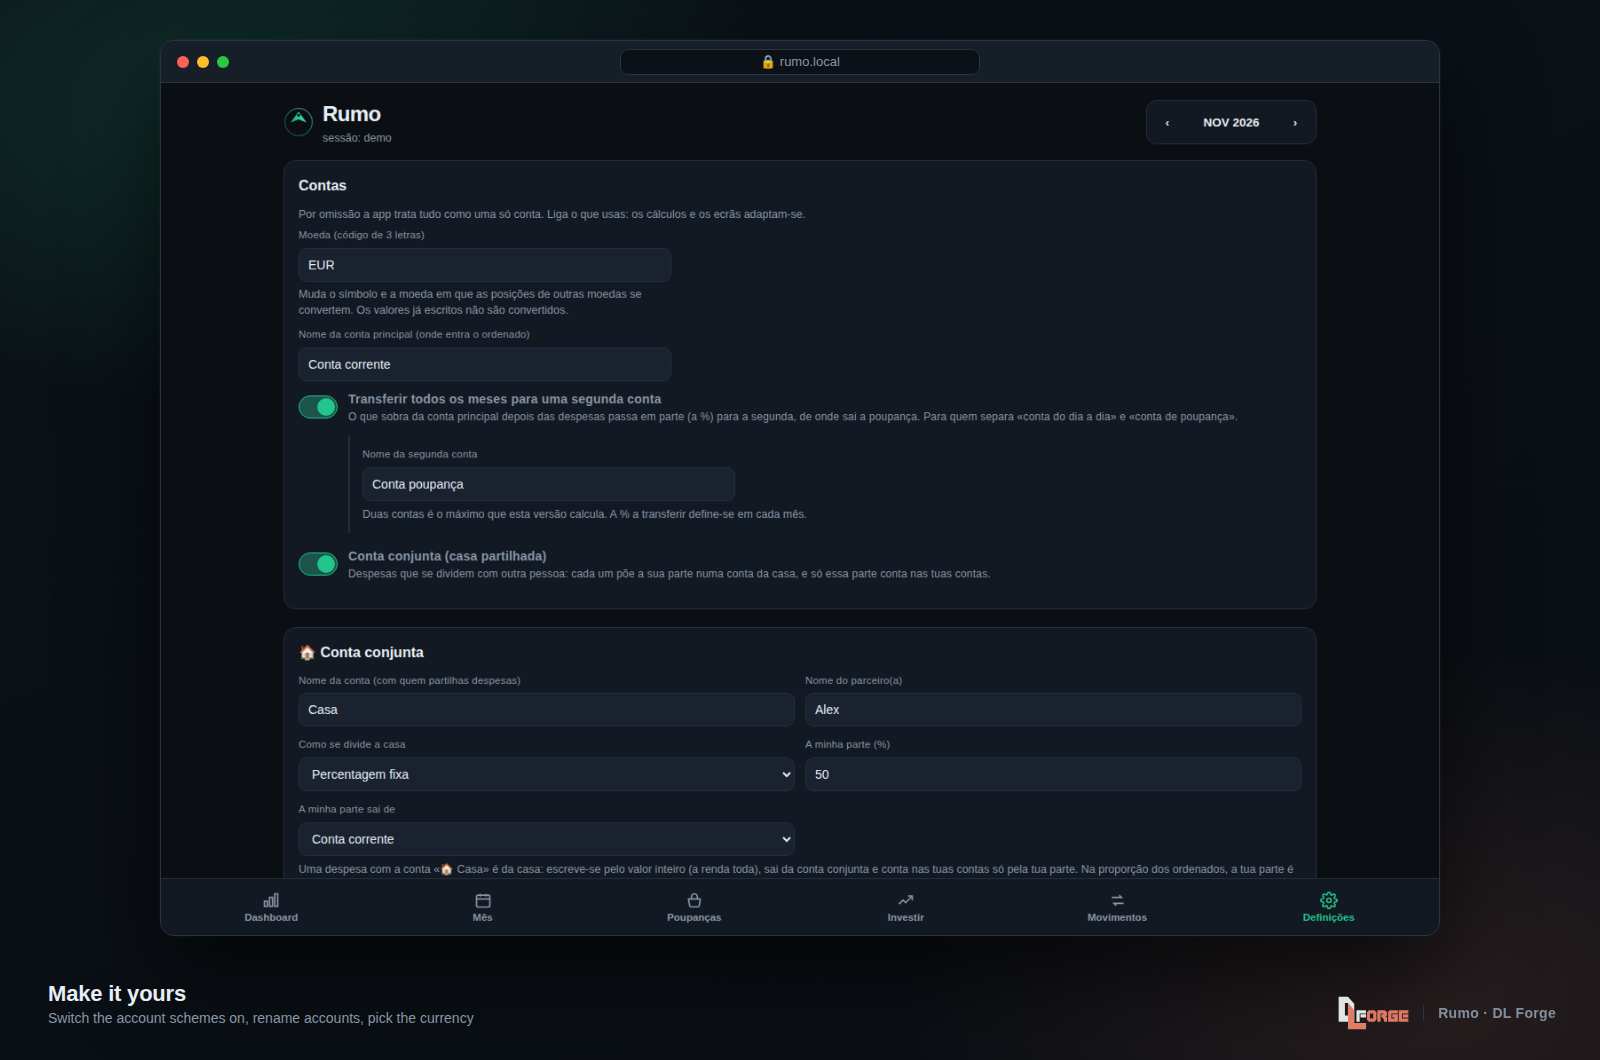 🔒 rumo.local
Rumo
sessão: demo
‹ NOV 2026 ›
Contas
Por omissão a app trata tudo como uma só conta. Liga o que usas: os cálculos e os ecrãs adaptam-se.
Moeda (código de 3 letras)
EUR
Muda o símbolo e a moeda em que as posições de outras moedas se
convertem. Os valores já escritos não são convertidos.
Nome da conta principal (onde entra o ordenado)
Conta corrente
Transferir todos os meses para uma segunda conta
O que sobra da conta principal depois das despesas passa em parte (a %) para a segunda, de onde sai a poupança. Para quem separa «conta do dia a dia» e «conta de poupança».
Nome da segunda conta
Conta poupança
Duas contas é o máximo que esta versão calcula. A % a transferir define-se em cada mês.
Conta conjunta (casa partilhada)
Despesas que se dividem com outra pessoa: cada um põe a sua parte numa conta da casa, e só essa parte conta nas tuas contas.
🏠 Conta conjunta
Nome da conta (com quem partilhas despesas)
Casa
Nome do parceiro(a)
Alex
Como se divide a casa
Percentagem fixa
A minha parte (%)
50
A minha parte sai de
Conta corrente
Uma despesa com a conta «🏠 Casa» é da casa: escreve-se pelo valor inteiro (a renda toda), sai da conta conjunta e conta nas tuas contas só pela tua parte. Na proporção dos ordenados, a tua parte é
Dashboard
Mês
Poupanças
Investir
Movimentos
Definições
Make it yours
Switch the account schemes on, rename accounts, pick the currency
DL FORGE
Rumo · DL Forge